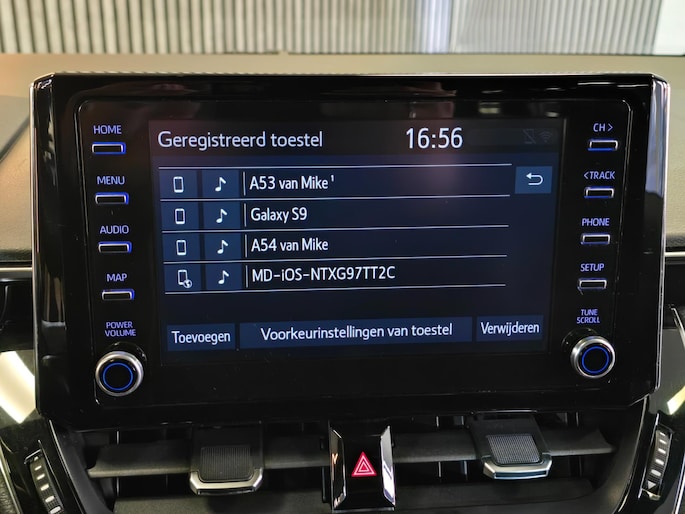 HOME
MENU
AUDIO
MAP
POWER
VOLUME
Geregistreerd toestel
16:56
A53 van Mike¹
Galaxy S9
A54 van Mike
MD-iOS-NTXG97TT2C
Toevoegen
Voorkeurinstellingen van toestel
Verwijderen
CH >
< TRACK
PHONE
SETUP
TUNE
SCROLL